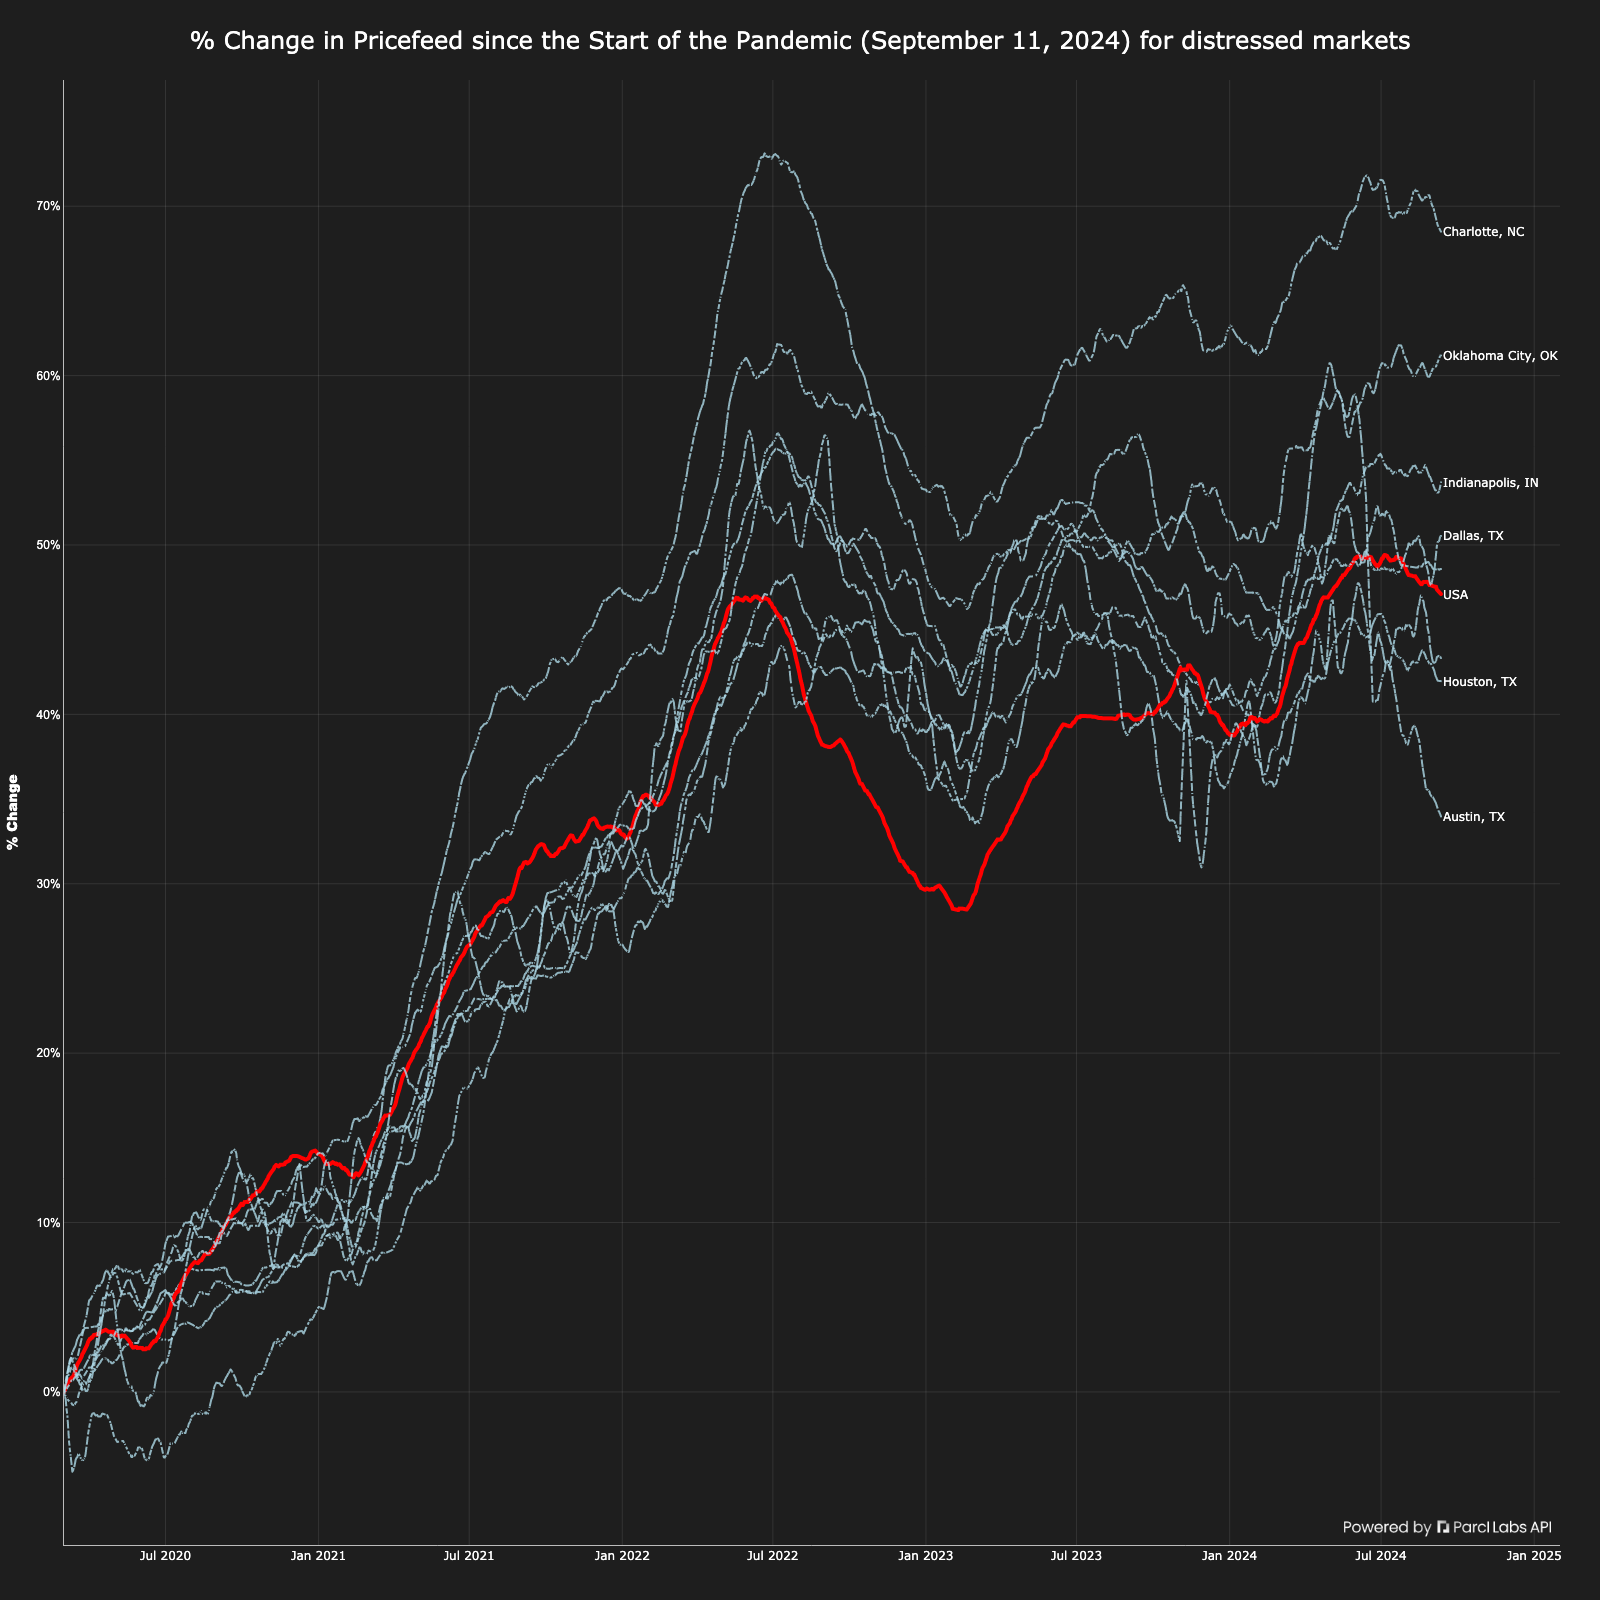 % Change in Pricefeed since the Start of the Pandemic (September 11, 2024) for distressed markets
% Change
70%
60%
50%
40%
30%
20%
10%
0%
Charlotte, NC
Oklahoma City, OK
Indianapolis, IN
Dallas, TX
USA
Houston, TX
Austin, TX
Powered by Parcl Labs API
Jul 2020
Jan 2021
Jul 2021
Jan 2022
Jul 2022
Jan 2023
Jul 2023
Jan 2024
Jul 2024
Jan 2025